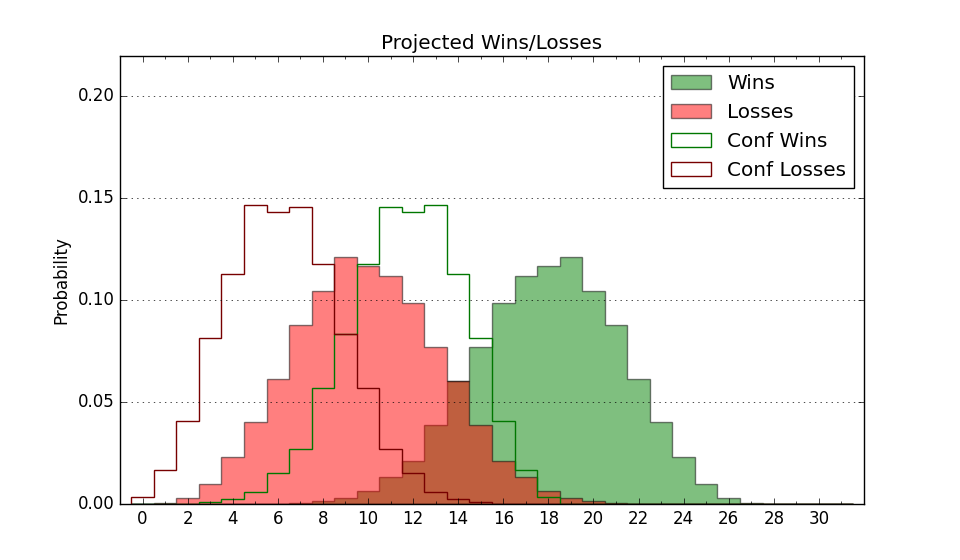 Projected Wins/Losses
Wins
Losses
Conf Wins
Conf Losses
Probability
0.20
0.15
0.10
0.05
0.00
0 2 4 6 8 10 12 14 16 18 20 22 24 26 28 30